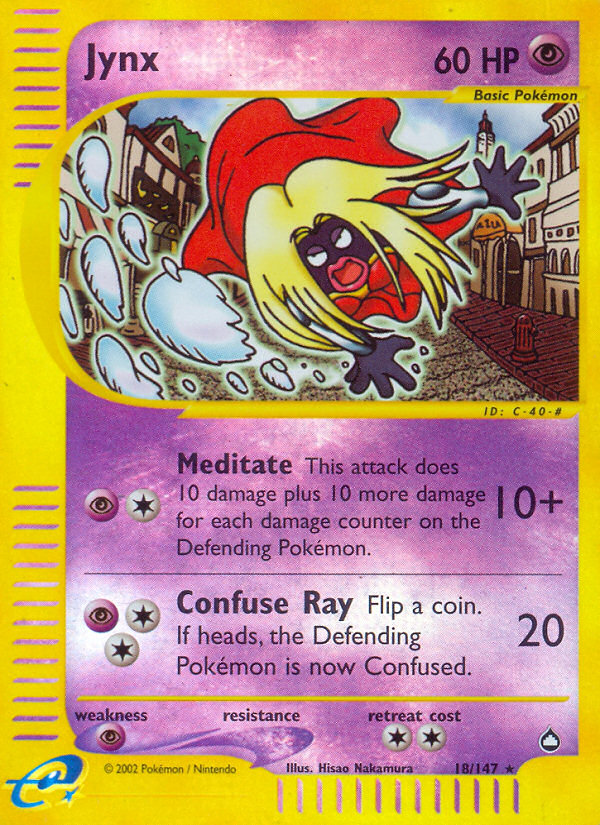 Jynx
60 HP
Basic Pokémon
ID: C-40-#
Meditate This attack does
10 damage plus 10 more damage
for each damage counter on the
Defending Pokémon.
10+
Confuse Ray Flip a coin.
If heads, the Defending
Pokémon is now Confused.
20
weakness resistance retreat cost
© 2002 Pokémon / Nintendo Illus. Hisao Nakamura 18/147 ★
e